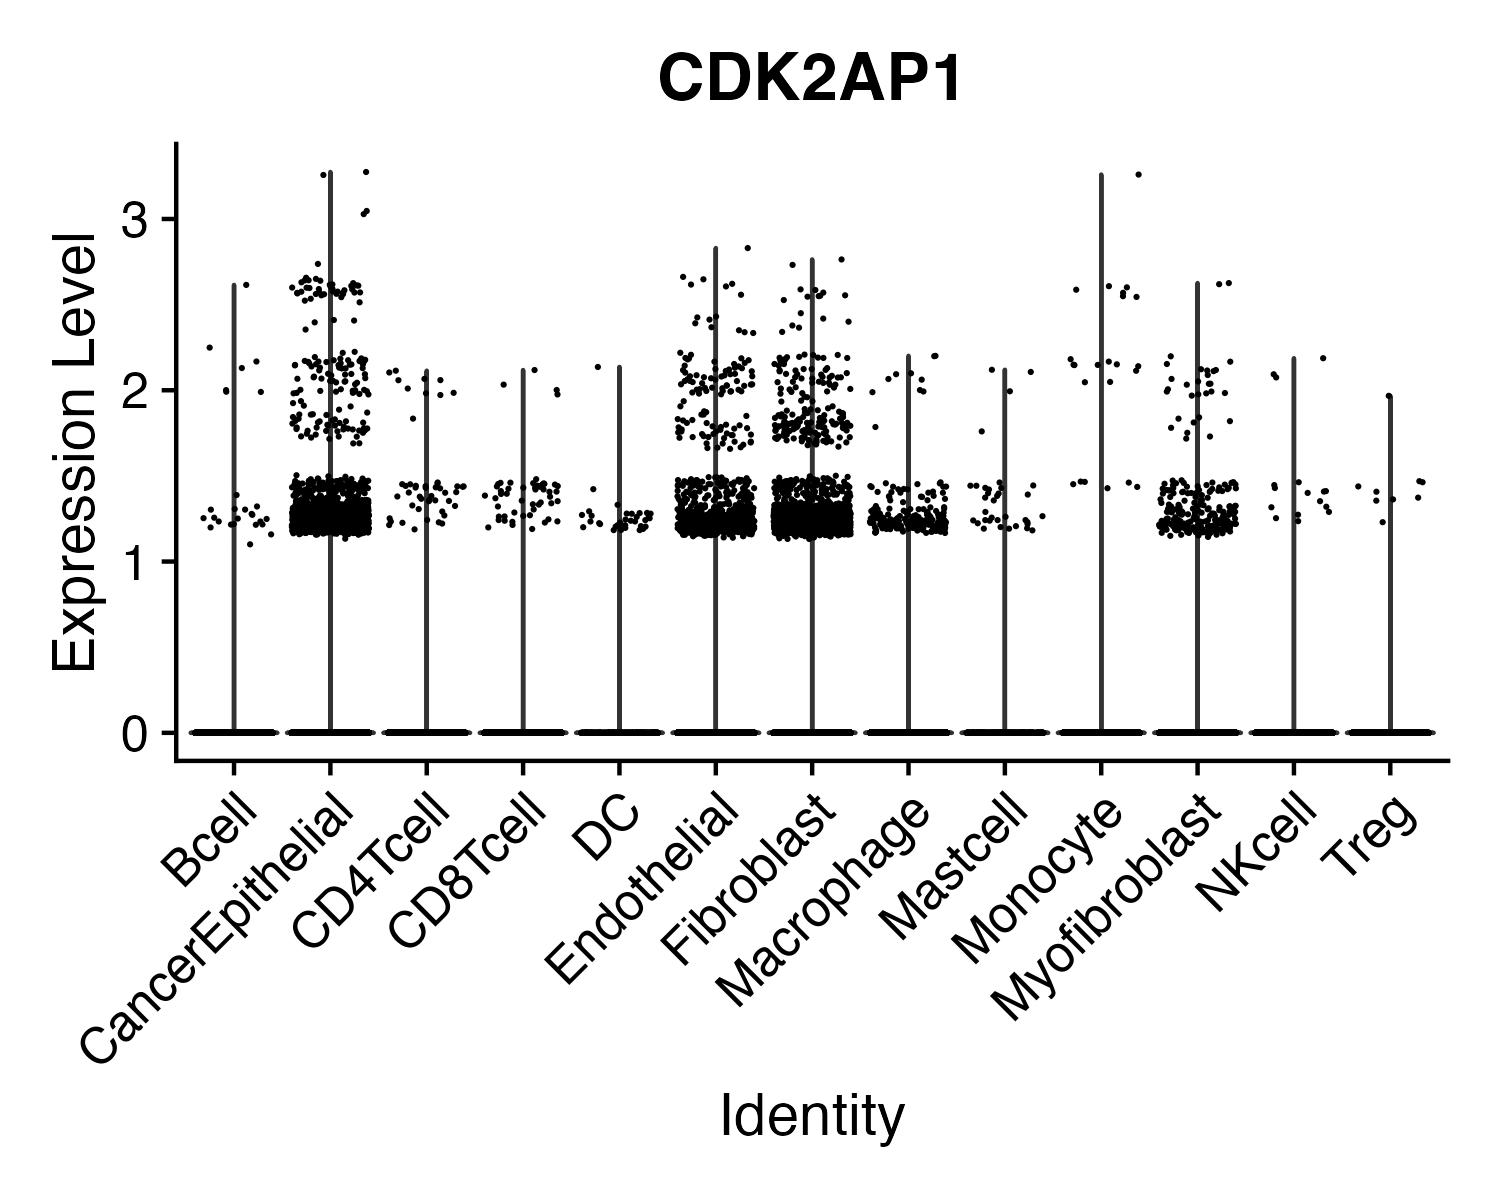 CDK2AP1
Expression Level
3
2
1
0
Bcell
CancerEpithelial
CD4Tcell
CD8Tcell
DC
Endothelial
Fibroblast
Macrophage
Mastcell
Monocyte
Myofibroblast
NKcell
Treg
Identity